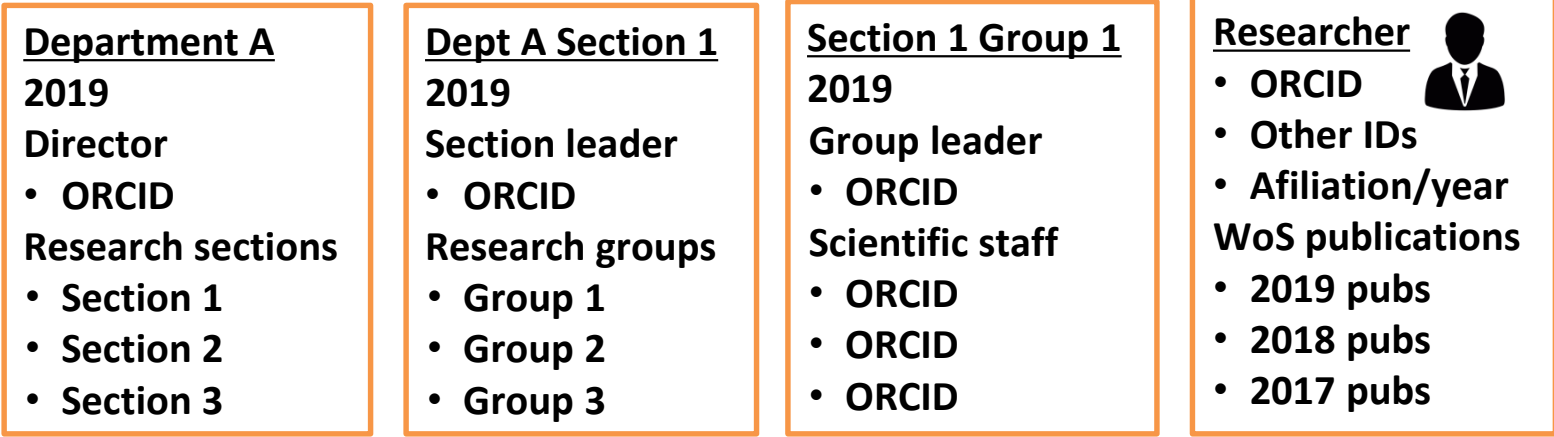 Department A
2019
Director
• ORCID
Research sections
• Section 1
• Section 2
• Section 3
Dept A Section 1
2019
Section leader
• ORCID
Research groups
• Group 1
• Group 2
• Group 3
Section 1 Group 1
2019
Group leader
• ORCID
Scientific staff
• ORCID
• ORCID
• ORCID
Researcher
• ORCID
• Other IDs
• Afiliation/year
WoS publications
• 2019 pubs
• 2018 pubs
• 2017 pubs